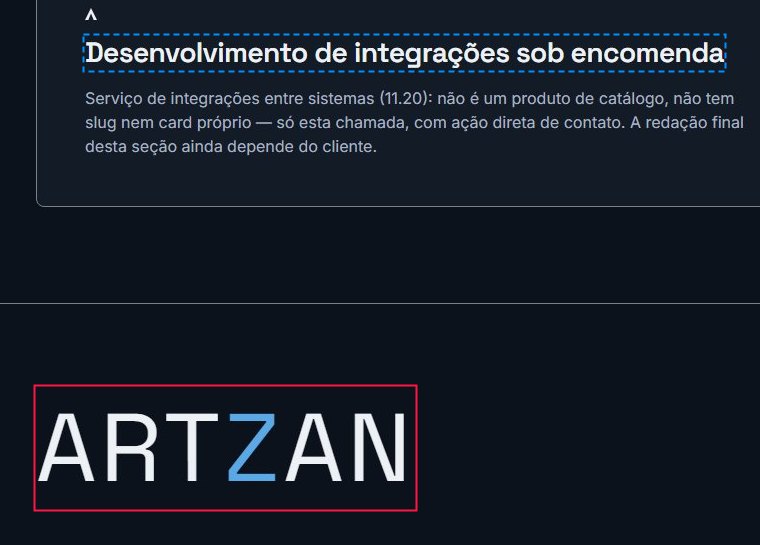 Desenvolvimento de integrações sob encomenda
Serviço de integrações entre sistemas (11.20): não é um produto de catálogo, não tem
slug nem card próprio — só esta chamada, com ação direta de contato. A redação final
desta seção ainda depende do cliente.
ARTZAN